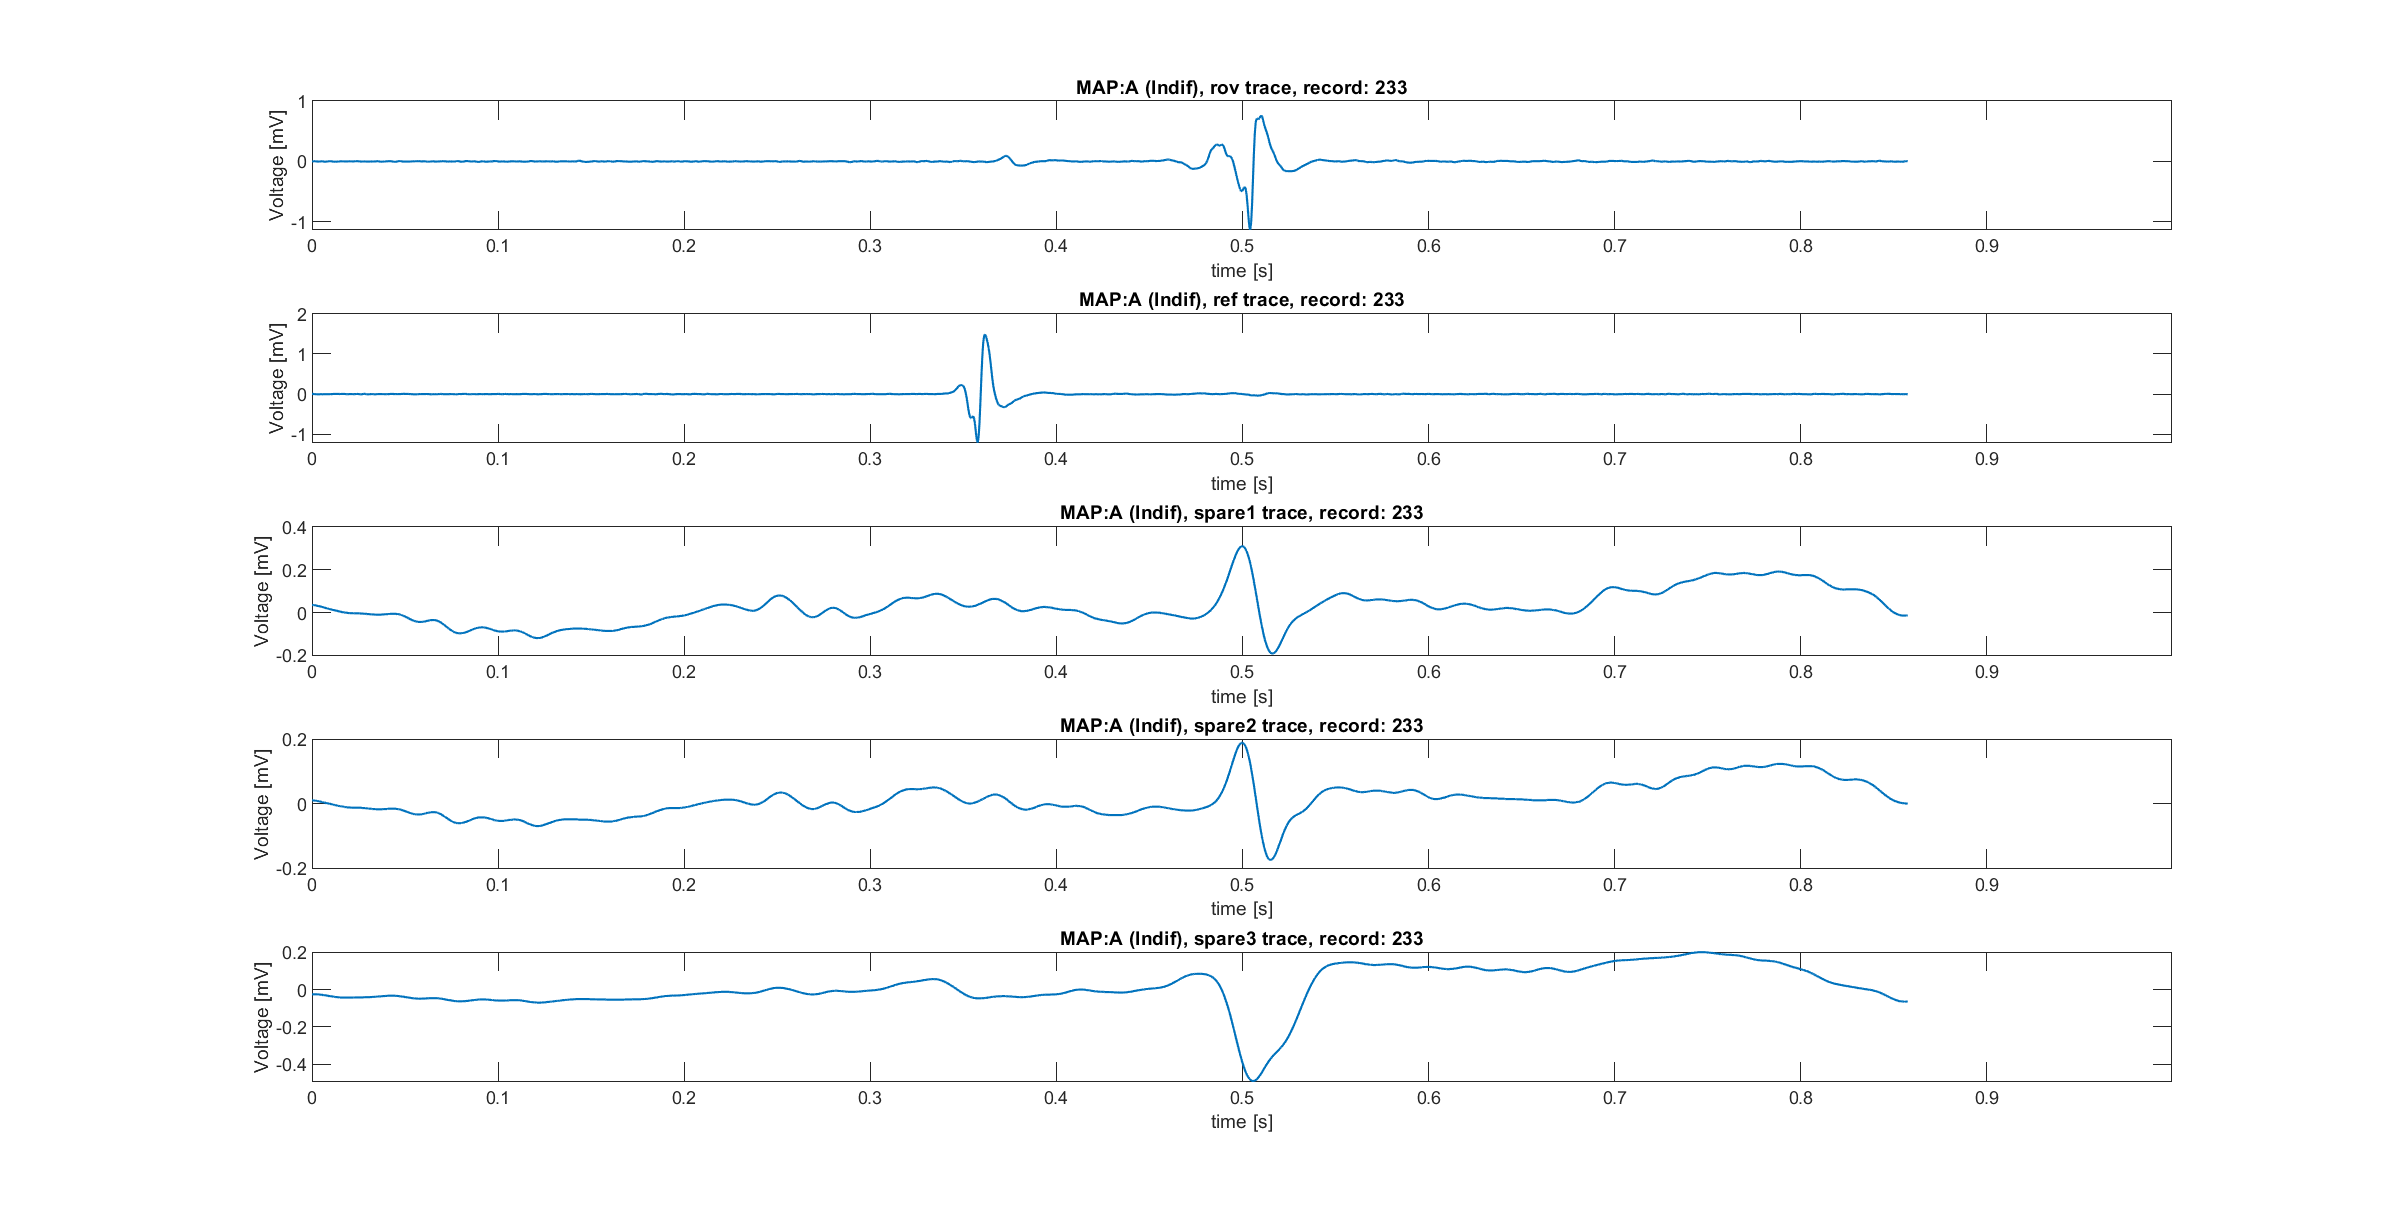 MAP:A (Indif), rov trace, record: 233
Voltage [mV]
1
0
-1
0 0.1 0.2 0.3 0.4 0.5 0.6 0.7 0.8 0.9
time [s]
MAP:A (Indif), ref trace, record: 233
Voltage [mV]
2
1
0
-1
0 0.1 0.2 0.3 0.4 0.5 0.6 0.7 0.8 0.9
time [s]
MAP:A (Indif), spare1 trace, record: 233
Voltage [mV]
0.4
0.2
0
-0.2
0 0.1 0.2 0.3 0.4 0.5 0.6 0.7 0.8 0.9
time [s]
MAP:A (Indif), spare2 trace, record: 233
Voltage [mV]
0.2
0
-0.2
0 0.1 0.2 0.3 0.4 0.5 0.6 0.7 0.8 0.9
time [s]
MAP:A (Indif), spare3 trace, record: 233
Voltage [mV]
0.2
0
-0.2
-0.4
0 0.1 0.2 0.3 0.4 0.5 0.6 0.7 0.8 0.9
time [s]